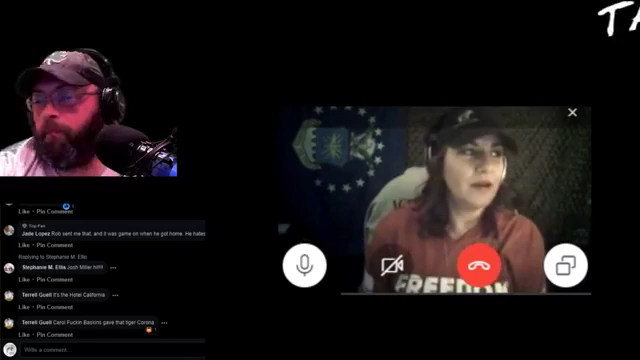 TA
Like · Pin Comment
Top Fan
Jade Lopez Rob sent me that, and it was game on when he got home. He hates
Like · Pin Comment
Replying to Stephanie M. Ellis
Stephanie M. Ellis Josh Miller hi!!!!
Like · Pin Comment
Terrell Guell It's the Hotel California
Like · Pin Comment
Terrell Guell Carol Fuckin Baskins gave that tiger Corona
Like · Pin Comment
Write a comment...
FREEDOM